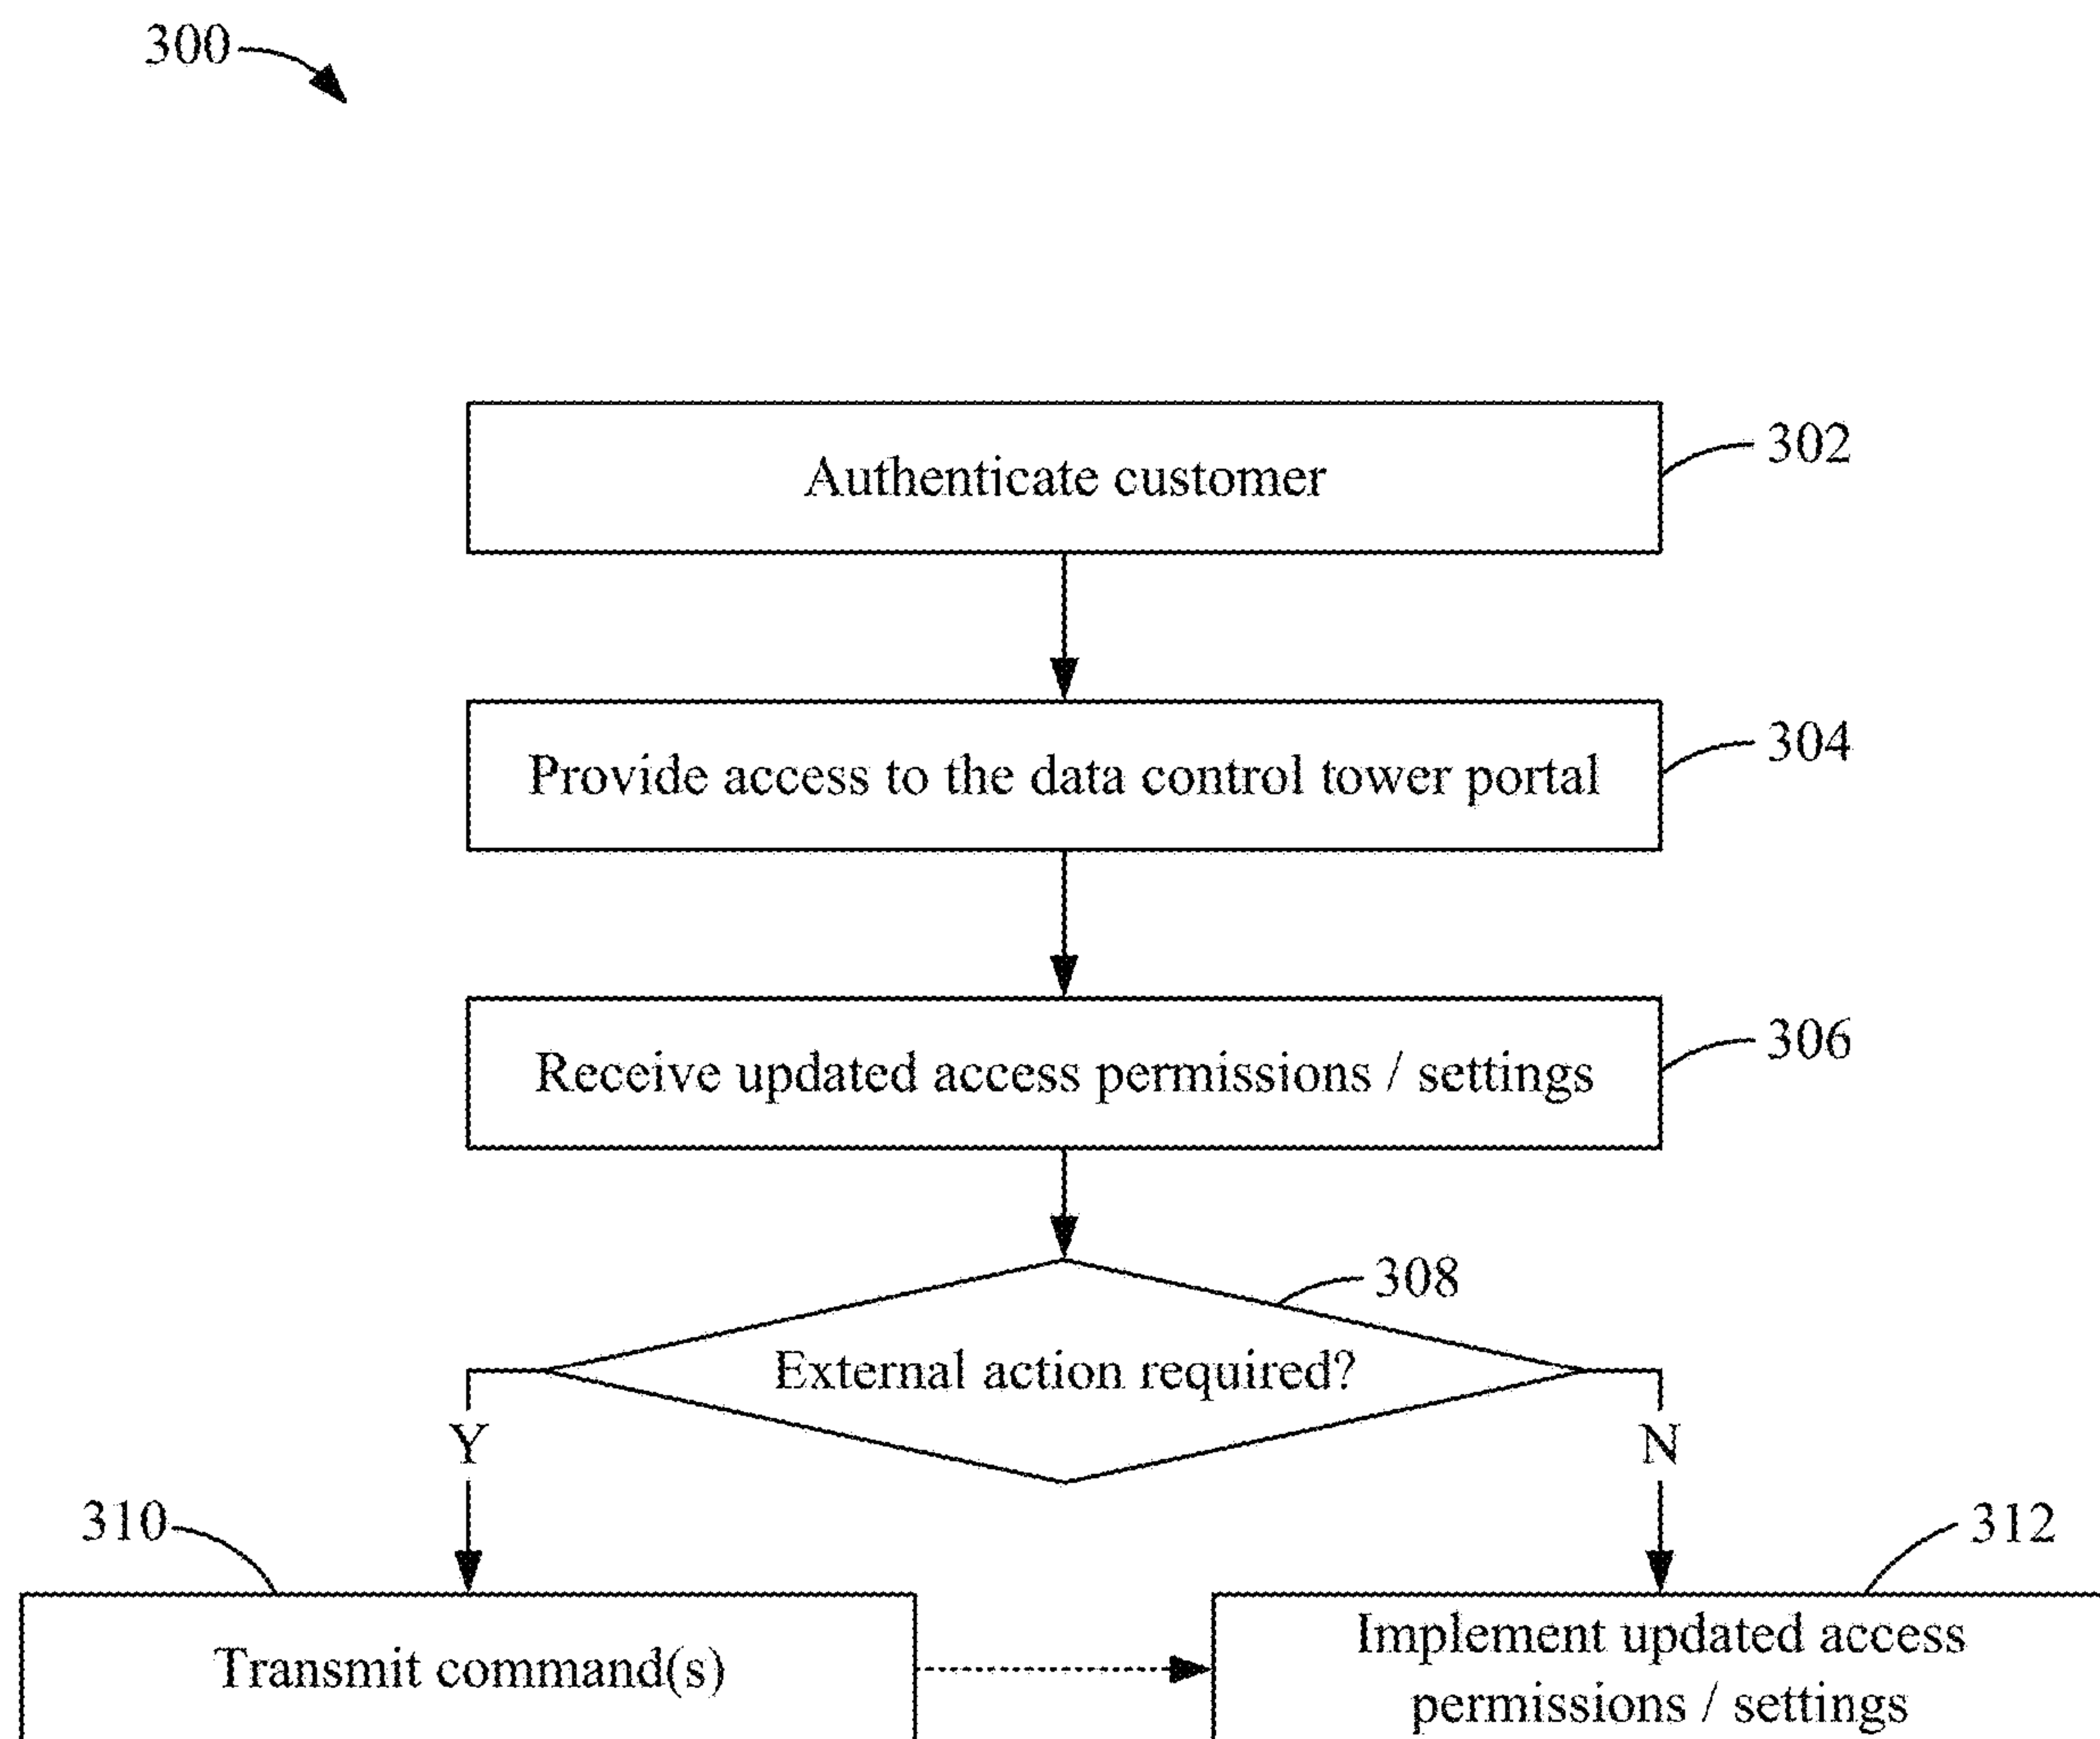 300
Authenticate customer
302
Provide access to the data control tower portal
304
Receive updated access permissions / settings
306
308
External action required?
Y
N
310
312
Transmit command(s)
Implement updated access
permissions / settings